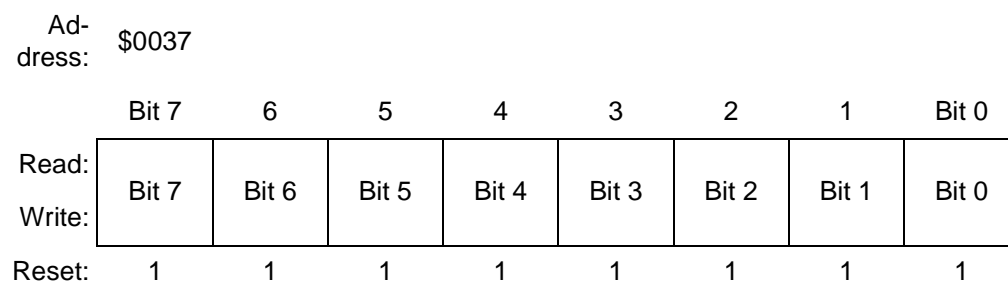 Ad-
dress: $0037
Bit 7 6 5 4 3 2 1 Bit 0
Read:
Bit 7 Bit 6 Bit 5 Bit 4 Bit 3 Bit 2 Bit 1 Bit 0
Write:
Reset: 1 1 1 1 1 1 1 1